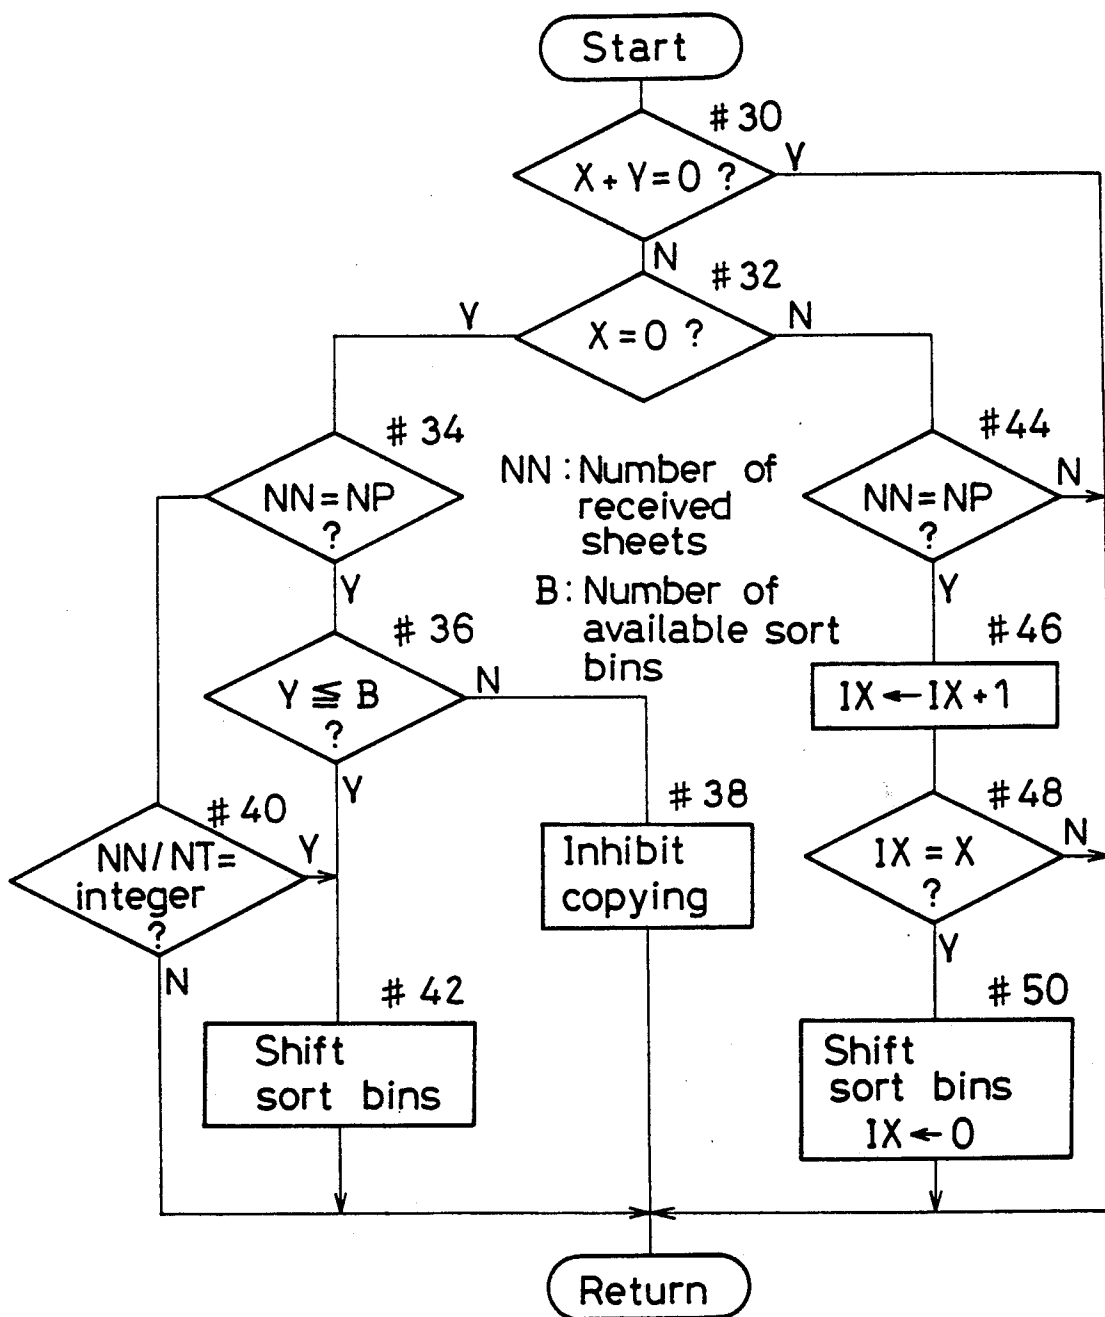 Start
#30
X+Y=0 ?
Y
N
#32
Y
X=0 ?
N
#34
NN=NP
?
Y
NN: Number of
received
sheets
B: Number of
available sort
bins
#44
NN=NP
?
N
Y
#36
Y ≦ B
?
N
Y
#46
IX←IX+1
#40
NN/NT=
integer
?
Y
N
#38
Inhibit
copying
#48
IX=X
?
N
Y
#42
Shift
sort bins
#50
Shift
sort bins
IX←0
Return